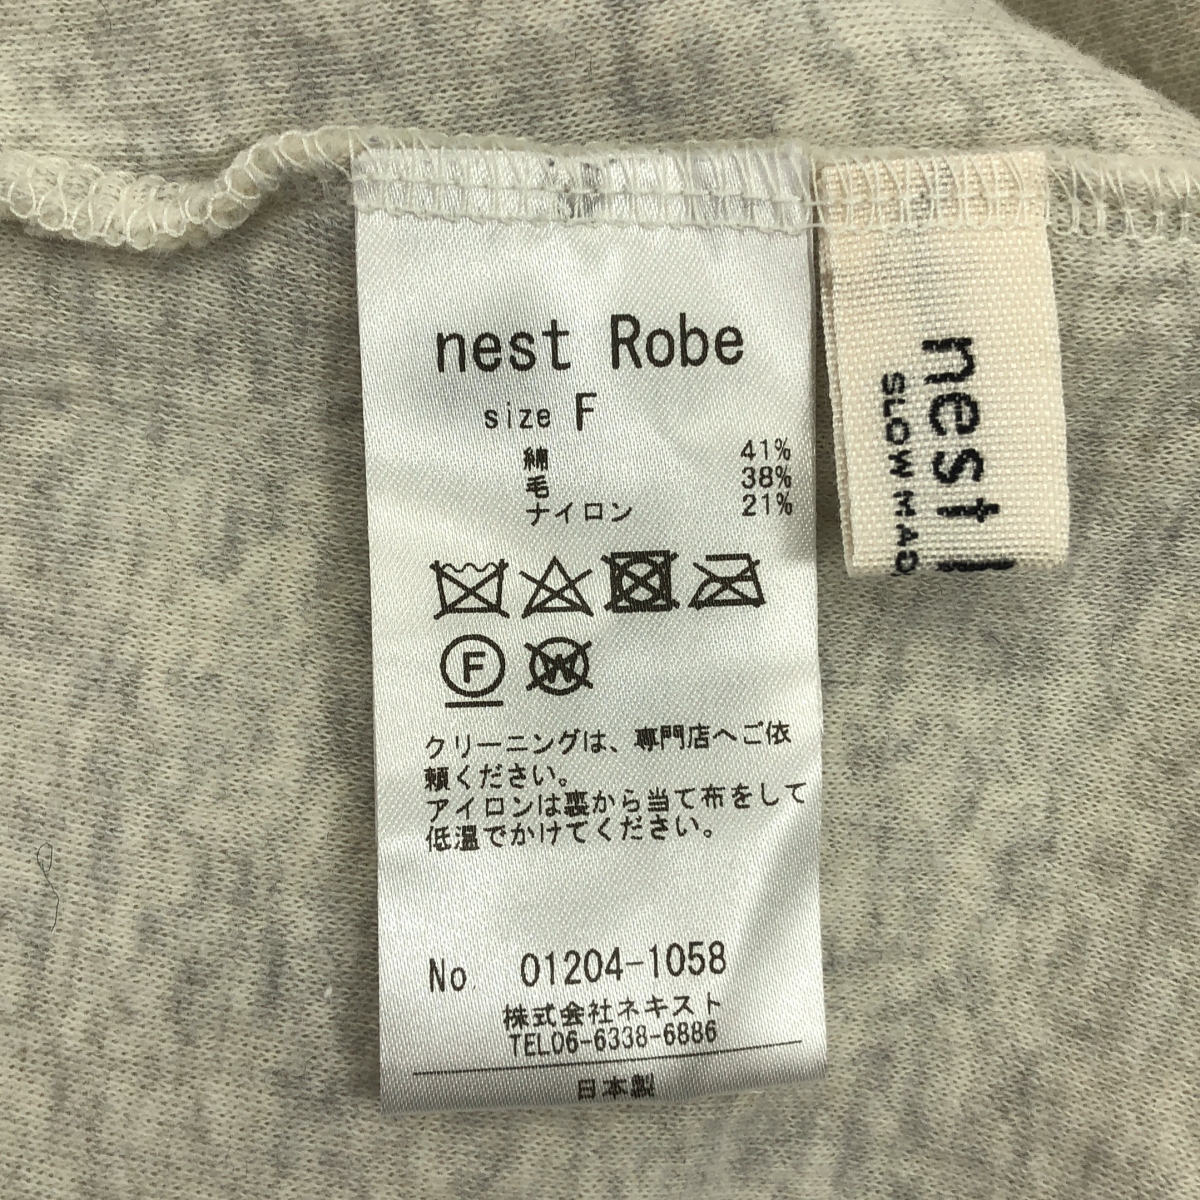 nest Robe
size F
綿 41%
毛 38%
ナイロン 21%
F W
クリーニングは、専門店へご依
頼ください。
アイロンは裏から当て布をして
低温でかけてください。
No 01204-1058
株式会社ネキスト
TEL06-6338-6886
日本製
nest
SLOW MAD